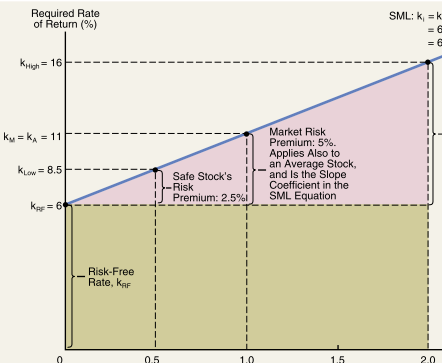 Required Rate
of Return (%)
SML: kI = k
= 6
= 6
kHigh = 16
kM = kA = 11
kLow = 8.5
kRF = 6
Safe Stock's
Risk
Premium: 2.5%
Market Risk
Premium: 5%.
Applies Also to
an Average Stock,
and Is the Slope
Coefficient in the
SML Equation
Risk-Free
Rate, kRF
0 0.5 1.0 1.5 2.0